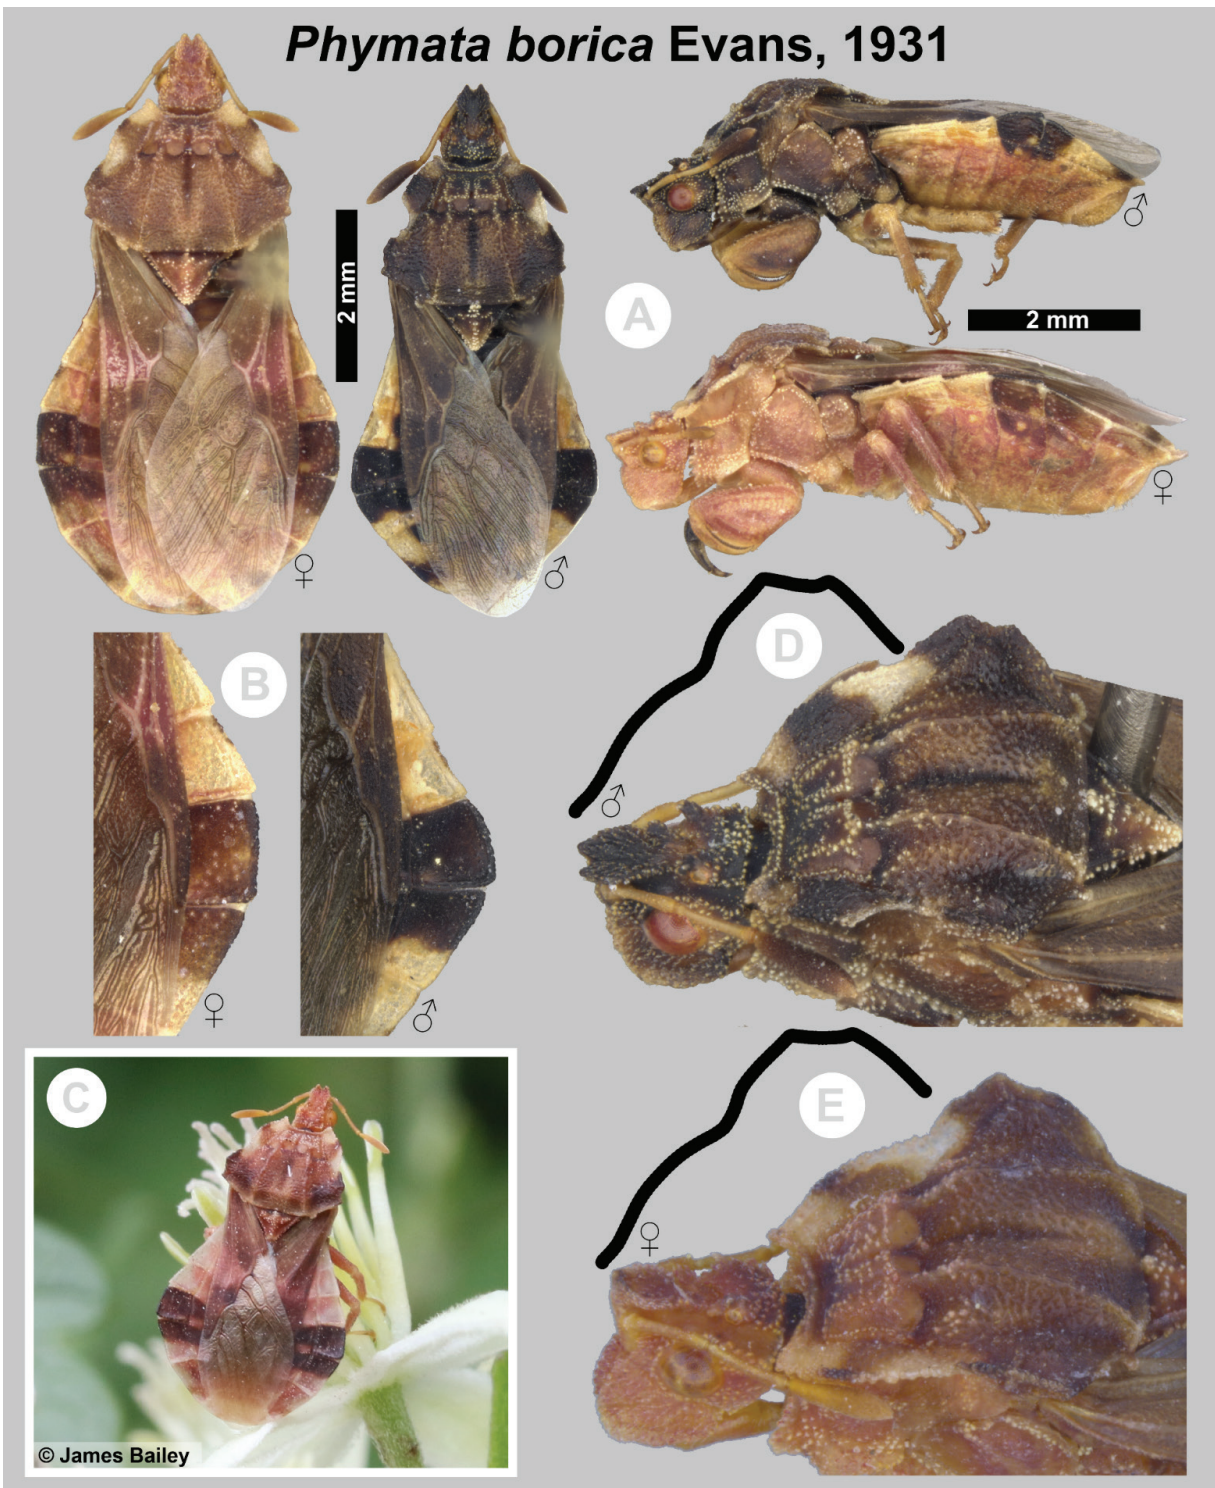 Phymata borica Evans, 1931
♂
2 mm
A
2 mm
♀
♀
♂
B
D
♂
♀
♂
C
E
♀
© James Bailey